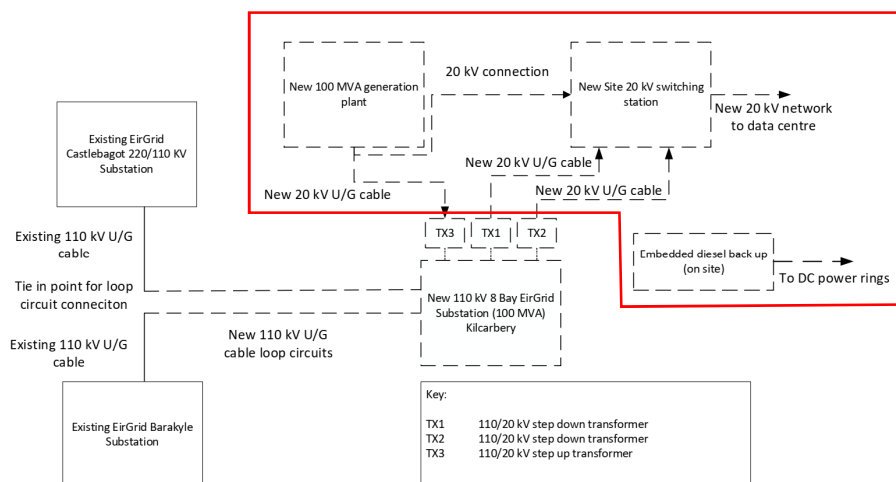 New 100 MVA generation
plant
20 kV connection
New Site 20 kV switching
station
New 20 kV network
to data centre
Existing EirGrid
Castlebagot 220/110 KV
Substation
New 20 kV U/G cable
New 20 kV U/G cable
New 20 kV U/G cable
TX3
TX1
TX2
Existing 110 kV U/G
cable
Embedded diesel back up
(on site)
To DC power rings
Tie in point for loop
circuit conneciton
New 110 kV 8 Bay EirGrid
Substation (100 MVA)
Kilcarbery
Existing 110 kV U/G
cable
New 110 kV U/G
cable loop circuits
Existing EirGrid Barakyle
Substation
Key:
TX1 110/20 kV step down transformer
TX2 110/20 kV step down transformer
TX3 110/20 kV step up transformer